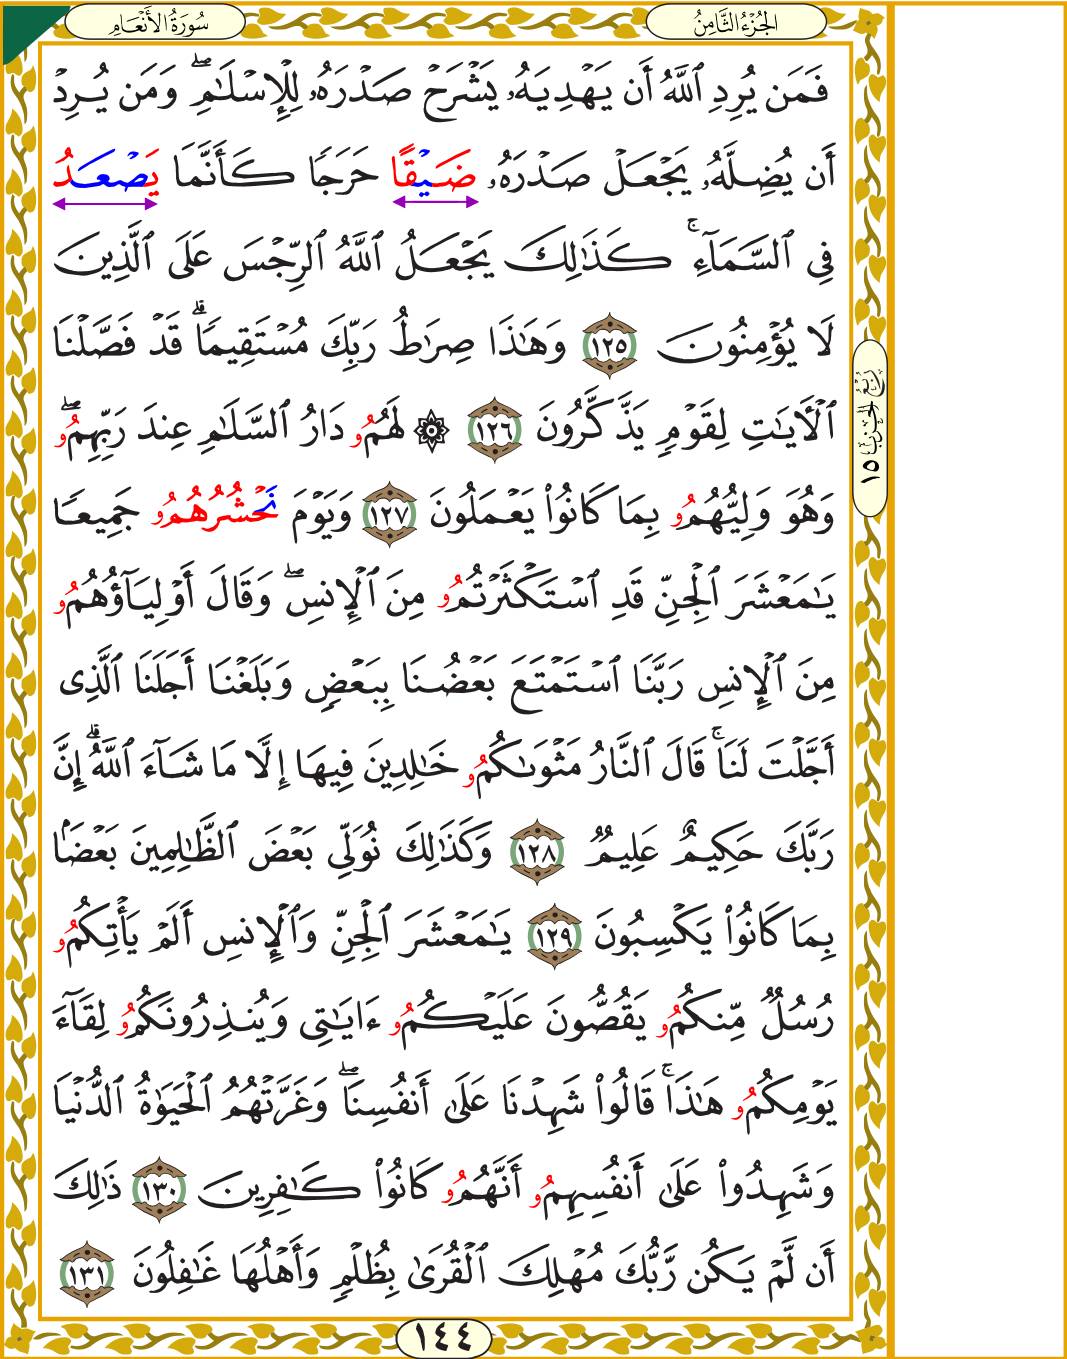 سُورَةُ الأَنْعَامِ
الجُزْءُ الثَّامِنُ
فَمَن يُرِدِ ٱللَّهُ أَن يَهْدِيَهُۥ يَشْرَحْ صَدْرَهُۥ لِلْإِسْلَٰمِ ۖ وَمَن يُرِدْ
أَن يُضِلَّهُۥ يَجْعَلْ صَدْرَهُۥ ضَيْقًا حَرَجًا كَأَنَّمَا يَصْعَدُ
فِى ٱلسَّمَآءِ ۚ كَذَٰلِكَ يَجْعَلُ ٱللَّهُ ٱلرِّجْسَ عَلَى ٱلَّذِينَ
لَا يُؤْمِنُونَ ١٢٥ وَهَٰذَا صِرَٰطُ رَبِّكَ مُسْتَقِيمًا ۗ قَدْ فَصَّلْنَا
ٱلْأَيَٰتِ لِقَوْمٍ يَذَّكَّرُونَ ١٢٦ ۞ لَهُمُۥ دَارُ ٱلسَّلَٰمِ عِندَ رَبِّهِمُۥ ۖ
وَهُوَ وَلِيُّهُمُۥ بِمَا كَانُوا۟ يَعْمَلُونَ ١٢٧ وَيَوْمَ نَحْشُرُهُمُۥ جَمِيعًا
يَٰمَعْشَرَ ٱلْجِنِّ قَدِ ٱسْتَكْثَرْتُمُۥ مِنَ ٱلْإِنسِ ۖ وَقَالَ أَوْلِيَآؤُهُمُۥ
مِنَ ٱلْإِنسِ رَبَّنَا ٱسْتَمْتَعَ بَعْضُنَا بِبَعْضٍ وَبَلَغْنَا أَجَلَنَا ٱلَّذِى
أَجَّلْتَ لَنَا ۚ قَالَ ٱلنَّارُ مَثْوَىٰكُمُۥ خَٰلِدِينَ فِيهَا إِلَّا مَا شَآءَ ٱللَّهُ ۗ إِنَّ
رَبَّكَ حَكِيمٌ عَلِيمٌ ١٢٨ وَكَذَٰلِكَ نُوَلِّى بَعْضَ ٱلظَّٰلِمِينَ بَعْضًۢا
بِمَا كَانُوا۟ يَكْسِبُونَ ١٢٩ يَٰمَعْشَرَ ٱلْجِنِّ وَٱلْإِنسِ أَلَمْ يَأْتِكُمُۥ
رُسُلٌ مِّنكُمُۥ يَقُصُّونَ عَلَيْكُمُۥ ءَايَٰتِى وَيُنذِرُونَكُمُۥ لِقَآءَ
يَوْمِكُمُۥ هَٰذَا ۚ قَالُوا۟ شَهِدْنَا عَلَىٰ أَنفُسِنَا ۖ وَغَرَّتْهُمُ ٱلْحَيَوٰةُ ٱلدُّنْيَا
وَشَهِدُوا۟ عَلَىٰ أَنفُسِهِمُۥ أَنَّهُمُۥ كَانُوا۟ كَٰفِرِينَ ١٣٠ ذَٰلِكَ
أَن لَّمْ يَكُن رَّبُّكَ مُهْلِكَ ٱلْقُرَىٰ بِظُلْمٍ وَأَهْلُهَا غَٰفِلُونَ ١٣١
رُبْعُ الحِزْب ١٥
١٤٤